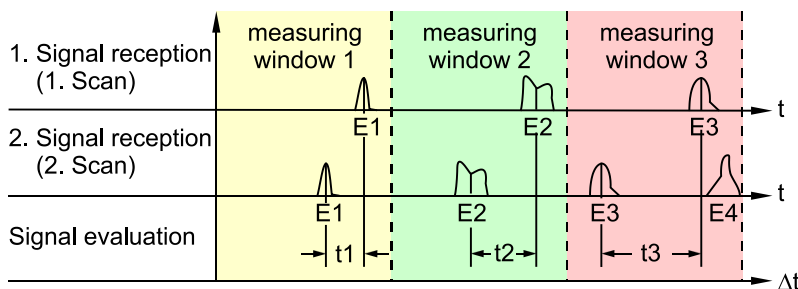 measuring window 1
measuring window 2
measuring window 3
1. Signal reception
(1. Scan)
E1
E2
E3
t
2. Signal reception
(2. Scan)
E1
E2
E3
E4
t
Signal evaluation
t1
t2
t3
Δt